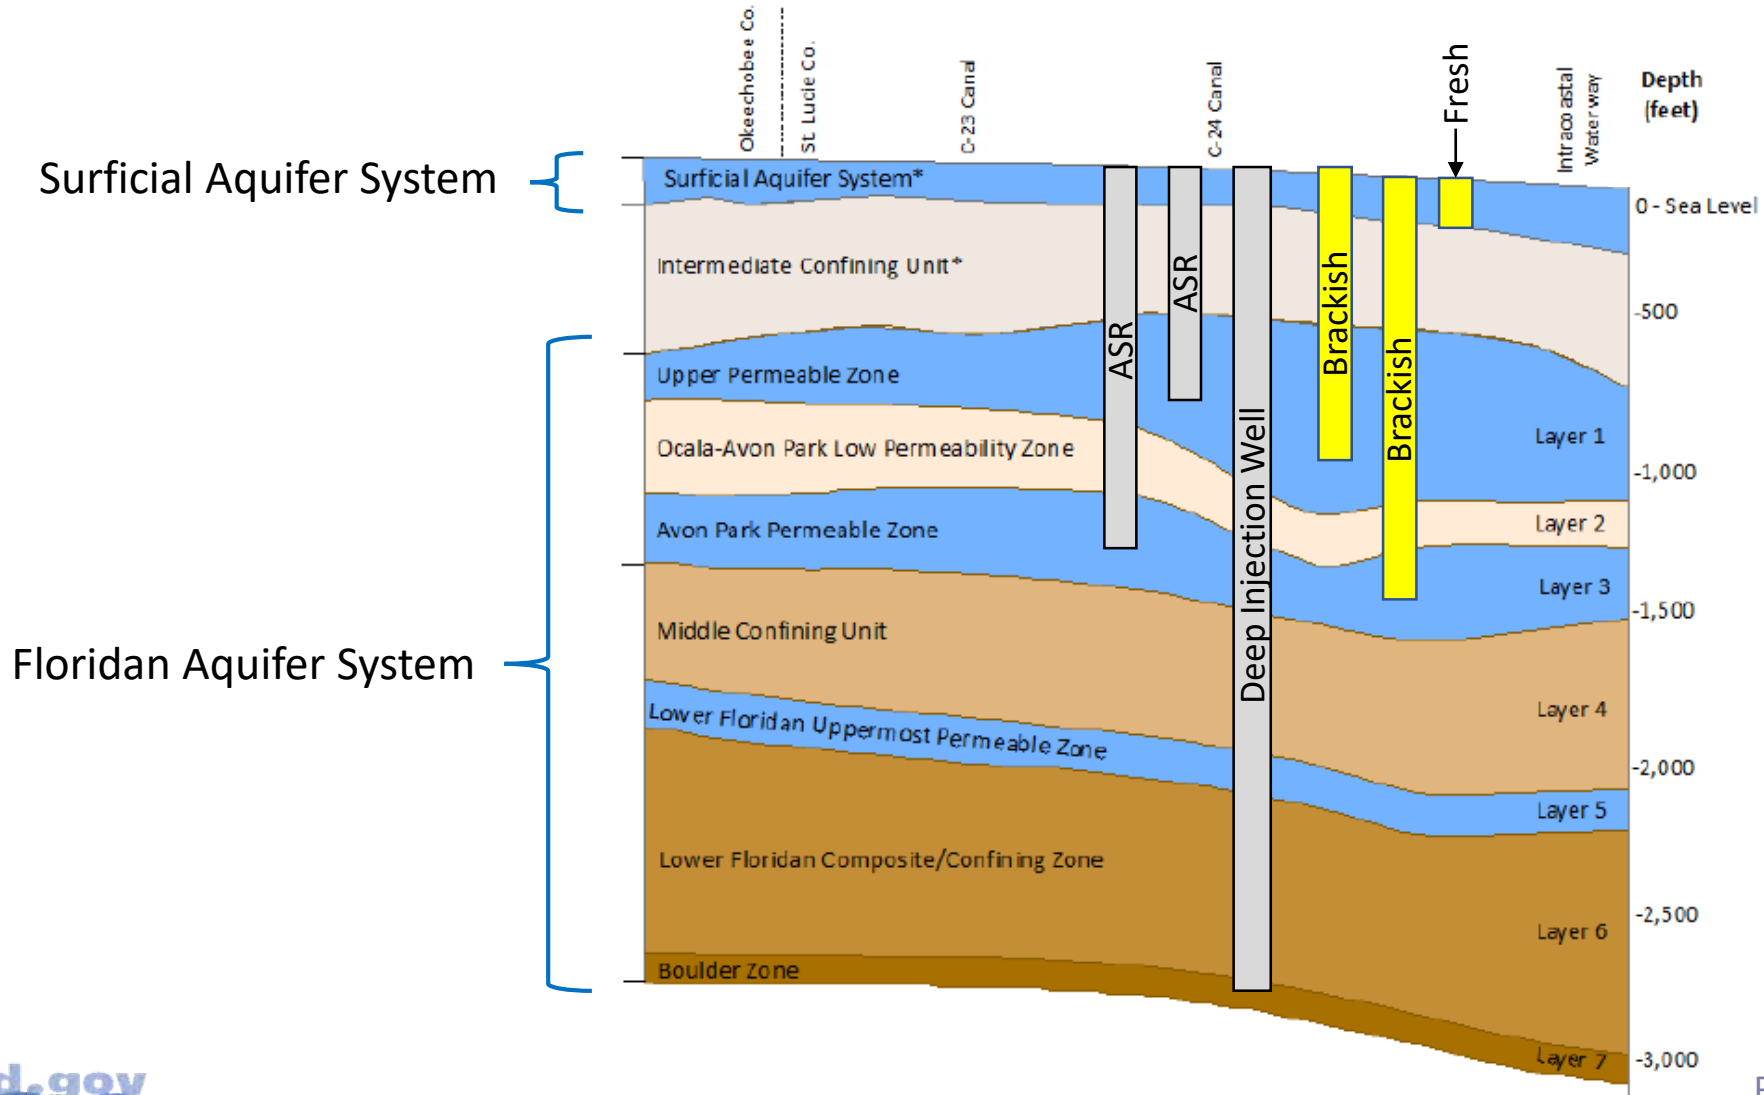 Okeechobee Co.
St. Lucie Co.
C-23 Canal
C-24 Canal
Fresh
Intracoastal
Waterway
Depth
(feet)
Surficial Aquifer System
Surficial Aquifer System*
0 - Sea Level
Intermediate Confining Unit*
ASR
ASR
Brackish
Brackish
-500
Upper Permeable Zone
Ocala-Avon Park Low Permeability Zone
Layer 1
-1,000
Avon Park Permeable Zone
Layer 2
Deep Injection Well
Layer 3
-1,500
Middle Confining Unit
Floridan Aquifer System
Layer 4
Lower Floridan Uppermost Permeable Zone
-2,000
Layer 5
Lower Floridan Composite/Confining Zone
-2,500
Layer 6
Boulder Zone
Layer 7
-3,000
d.gov